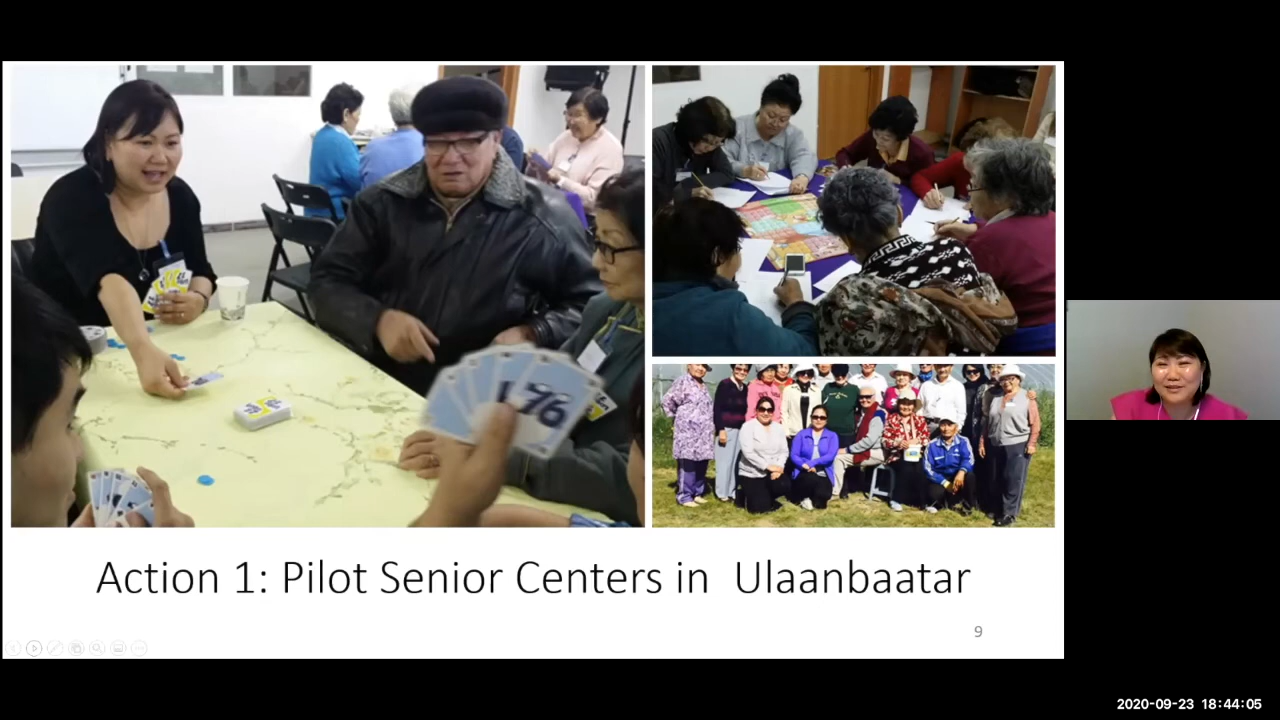 76
Action 1: Pilot Senior Centers in  Ulaanbaatar
9
2020-09-23 18:44:05